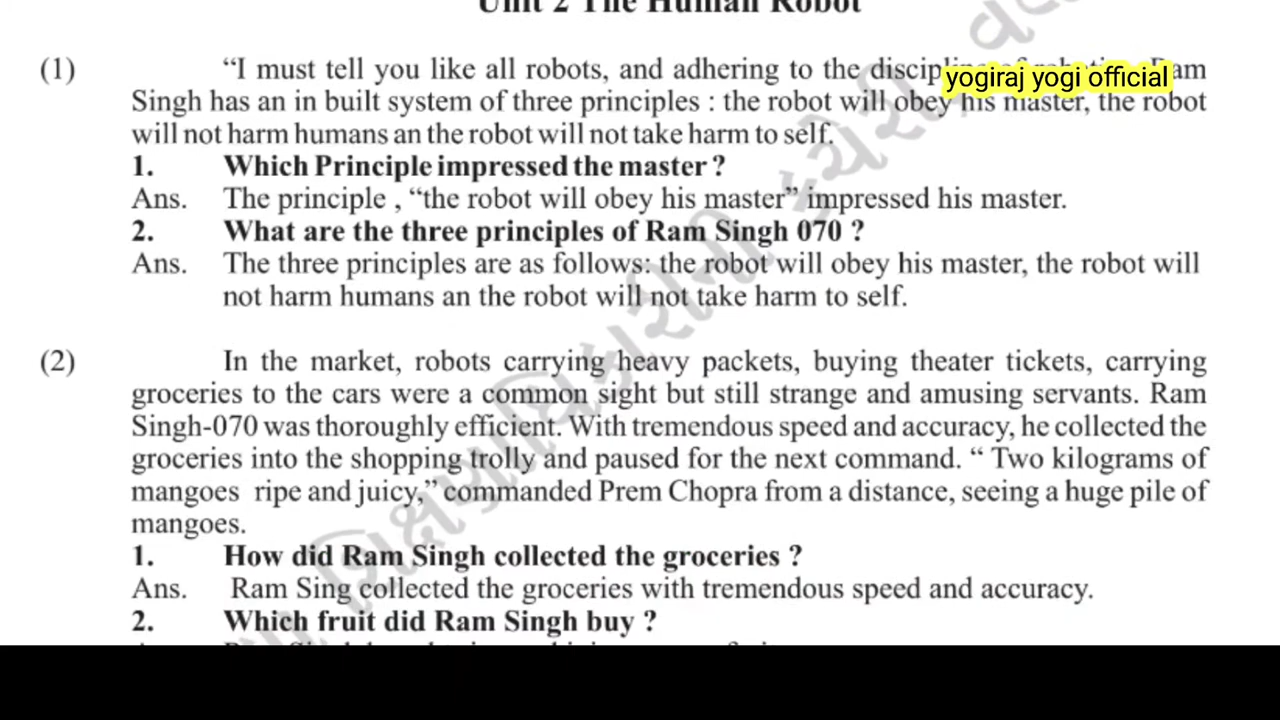 Unit 2 The Human Robot
yogiraj yogi official
(1) “I must tell you like all robots, and adhering to the Ram
Singh has an in built system of three principles : the robot will obey his master, the robot
will not harm humans an the robot will not take harm to self.
1. Which Principle impressed the master ?
Ans. The principle , “the robot will obey his master” impressed his master.
2. What are the three principles of Ram Singh 070 ?
Ans. The three principles are as follows: the robot will obey his master, the robot will
not harm humans an the robot will not take harm to self.
(2) In the market, robots carrying heavy packets, buying theater tickets, carrying
groceries to the cars were a common sight but still strange and amusing servants. Ram
Singh-070 was thoroughly efficient. With tremendous speed and accuracy, he collected the
groceries into the shopping trolly and paused for the next command. “ Two kilograms of
mangoes ripe and juicy,” commanded Prem Chopra from a distance, seeing a huge pile of
mangoes.
1. How did Ram Singh collected the groceries ?
Ans. Ram Sing collected the groceries with tremendous speed and accuracy.
2. Which fruit did Ram Singh buy ?